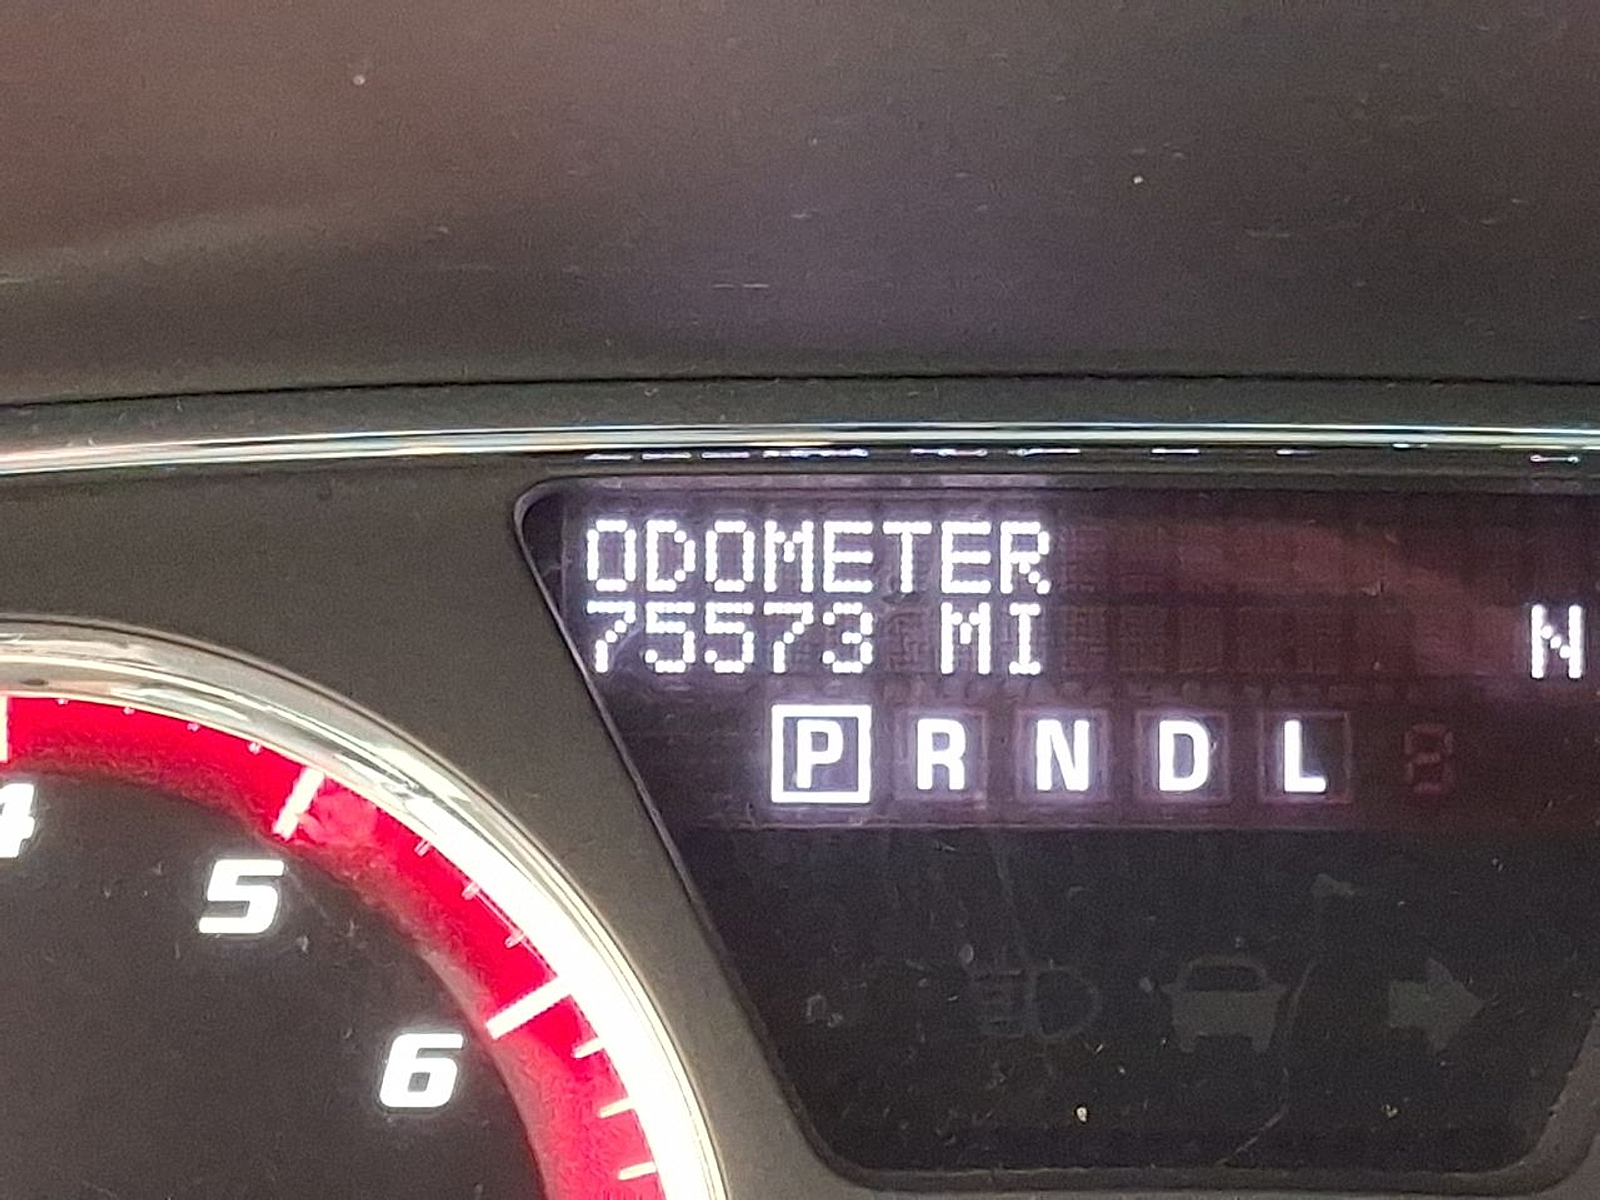 ODOMETER
75573 MI
N
P R N D L
5
6